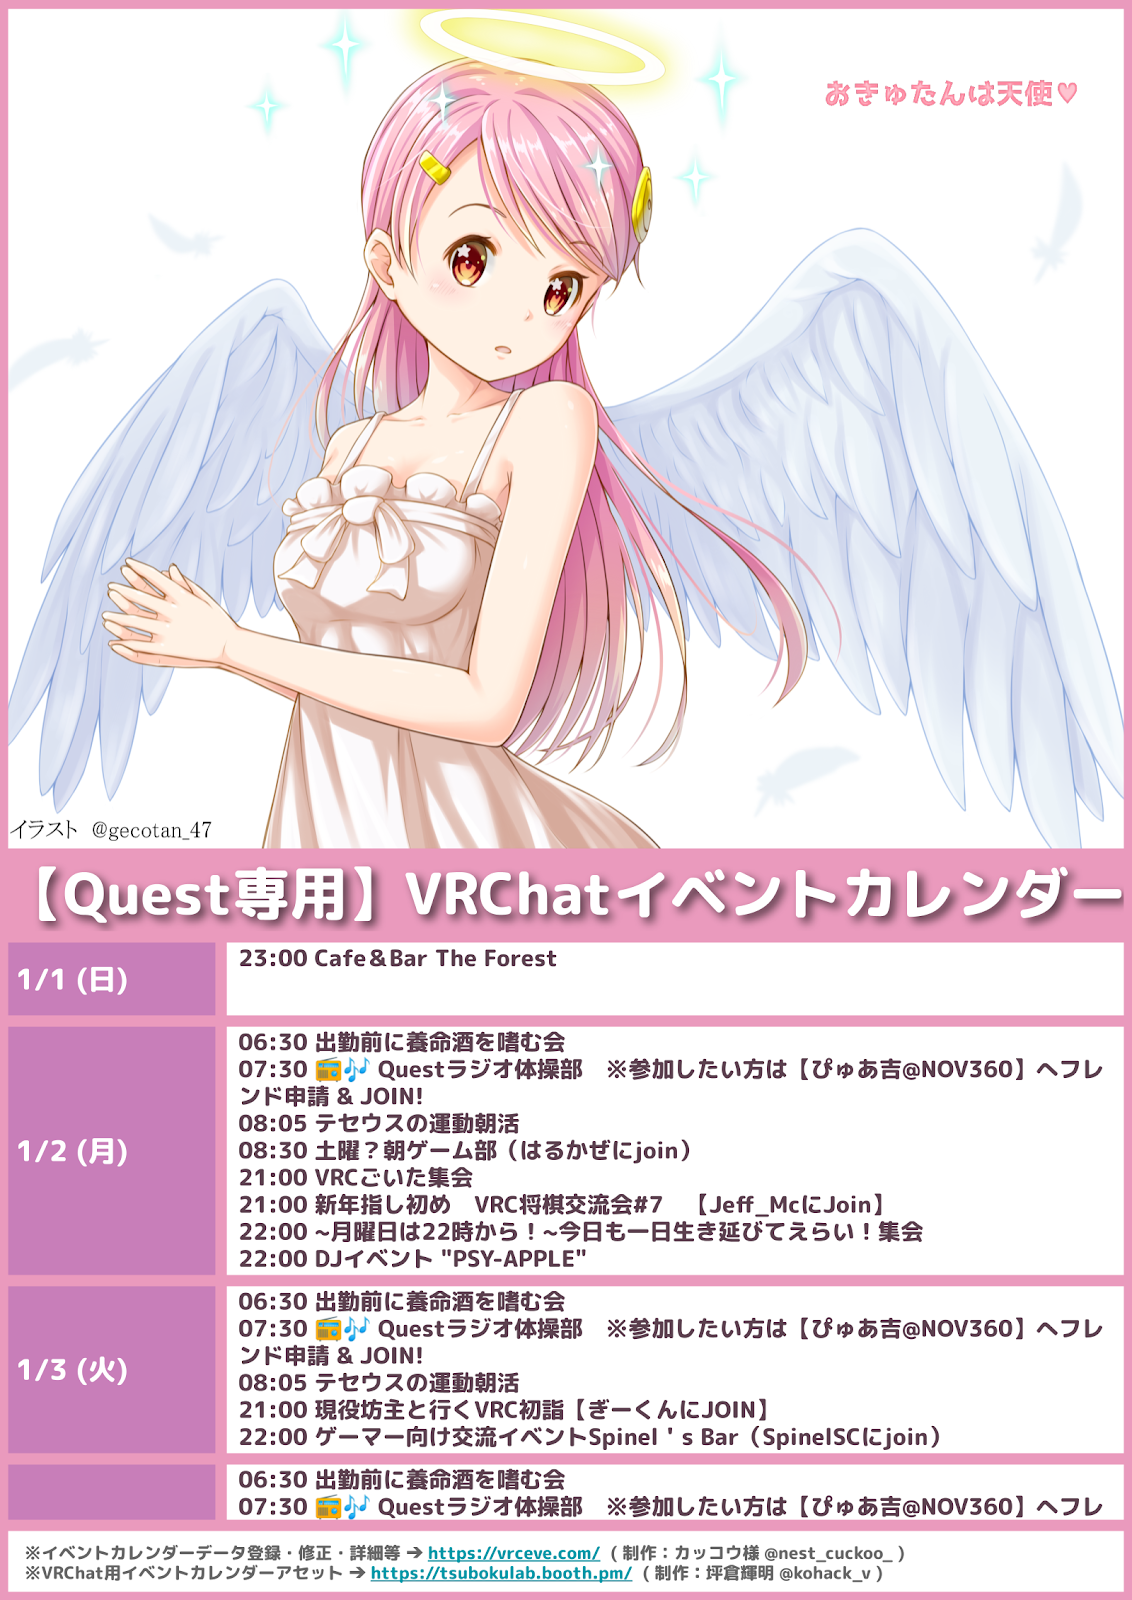 おきゅたんは天使♥
イラスト @gecotan_47
【Quest専用】VRChatイベントカレンダー
1/1 (日)
23:00 Cafe＆Bar The Forest
1/2 (月)
06:30 出勤前に養命酒を嗜む会
07:30 📻🎶 Questラジオ体操部　※参加したい方は【ぴゅあ吉@NOV360】へフレ
ンド申請 & JOIN!
08:05 テセウスの運動朝活
08:30 土曜？朝ゲーム部（はるかぜにjoin）
21:00 VRCごいた集会
21:00 新年指し初め　VRC将棋交流会#7　【Jeff_McにJoin】
22:00 ~月曜日は22時から！~今日も一日生き延びてえらい！集会
22:00 DJイベント "PSY-APPLE"
1/3 (火)
06:30 出勤前に養命酒を嗜む会
07:30 📻🎶 Questラジオ体操部　※参加したい方は【ぴゅあ吉@NOV360】へフレ
ンド申請 & JOIN!
08:05 テセウスの運動朝活
21:00 現役坊主と行くVRC初詣【ぎーくんにJOIN】
22:00 ゲーマー向け交流イベントSpinel＇s Bar（SpinelSCにjoin）
06:30 出勤前に養命酒を嗜む会
07:30 📻🎶 Questラジオ体操部　※参加したい方は【ぴゅあ吉@NOV360】へフレ
※イベントカレンダーデータ登録・修正・詳細等 ➔ https://vrceve.com/ （ 制作：カッコウ様 @nest_cuckoo_ ）
※VRChat用イベントカレンダーアセット ➔ https://tsubokulab.booth.pm/ （ 制作：坪倉輝明 @kohack_v ）